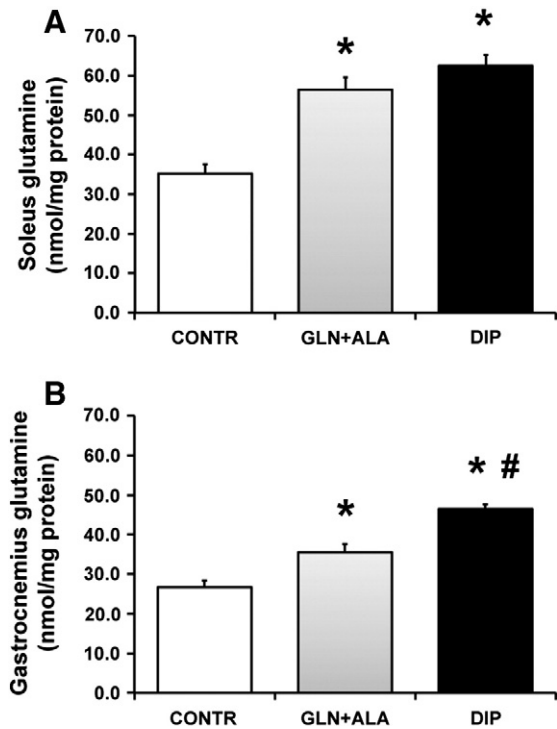 A
Soleus glutamine
(nmol/mg protein)
70.0
60.0
50.0
40.0
30.0
20.0
10.0
0.0
*
*
CONTR GLN+ALA DIP
B
Gastrocnemius glutamine
(nmol/mg protein)
70.0
60.0
50.0
40.0
30.0
20.0
10.0
0.0
*
* #
CONTR GLN+ALA DIP